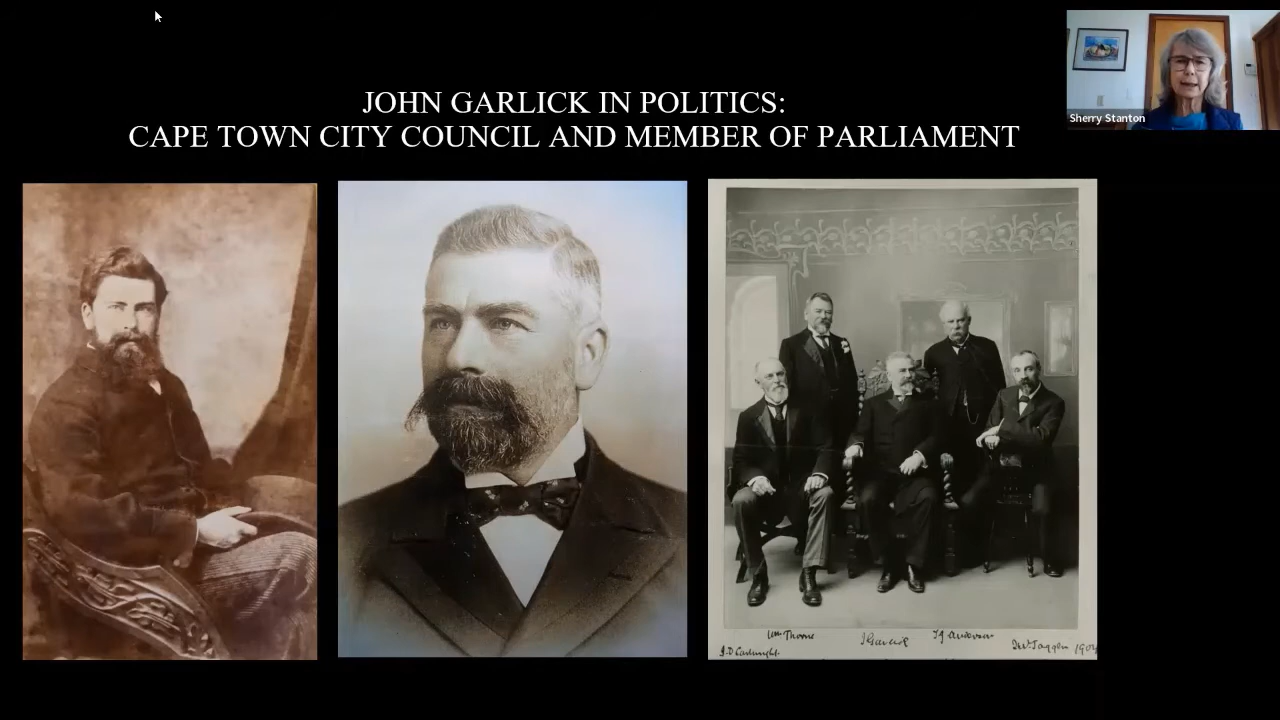 JOHN GARLICK IN POLITICS:
CAPE TOWN CITY COUNCIL AND MEMBER OF PARLIAMENT
Sherry Stanton
Wm Thorne
J Garlick
T J Anderson
J. D Cartwright.